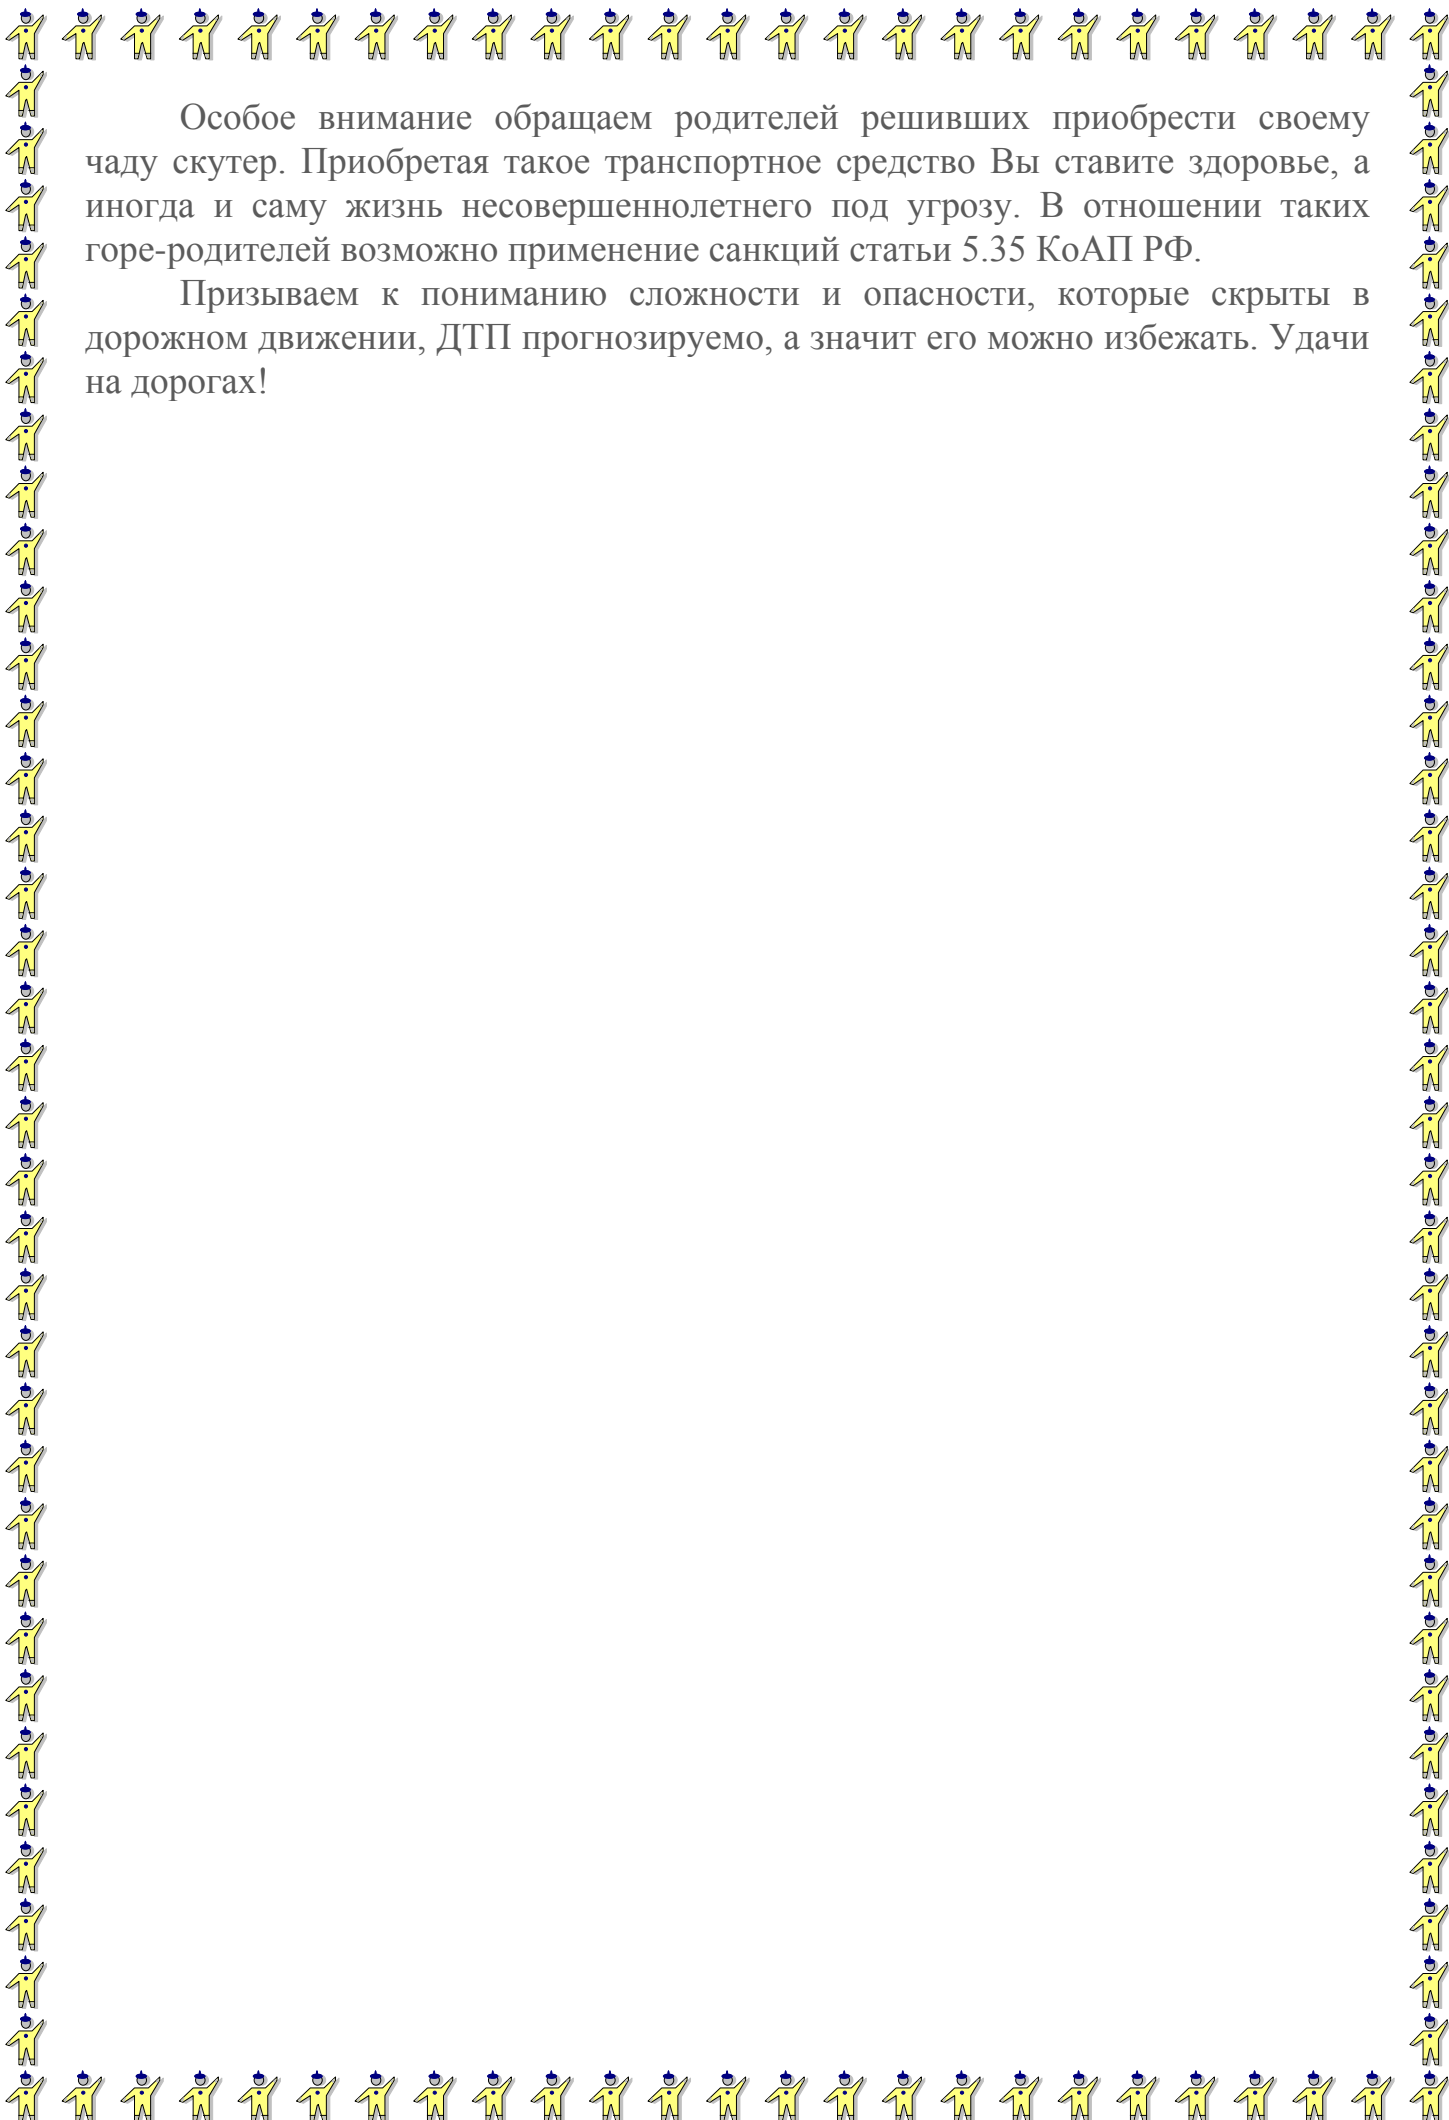 Особое внимание обращаем родителей решивших приобрести своему
чаду скутер. Приобретая такое транспортное средство Вы ставите здоровье, а
иногда и саму жизнь несовершеннолетнего под угрозу. В отношении таких
горе-родителей возможно применение санкций статьи 5.35 КоАП РФ.
Призываем к пониманию сложности и опасности, которые скрыты в
дорожном движении, ДТП прогнозируемо, а значит его можно избежать. Удачи
на дорогах!